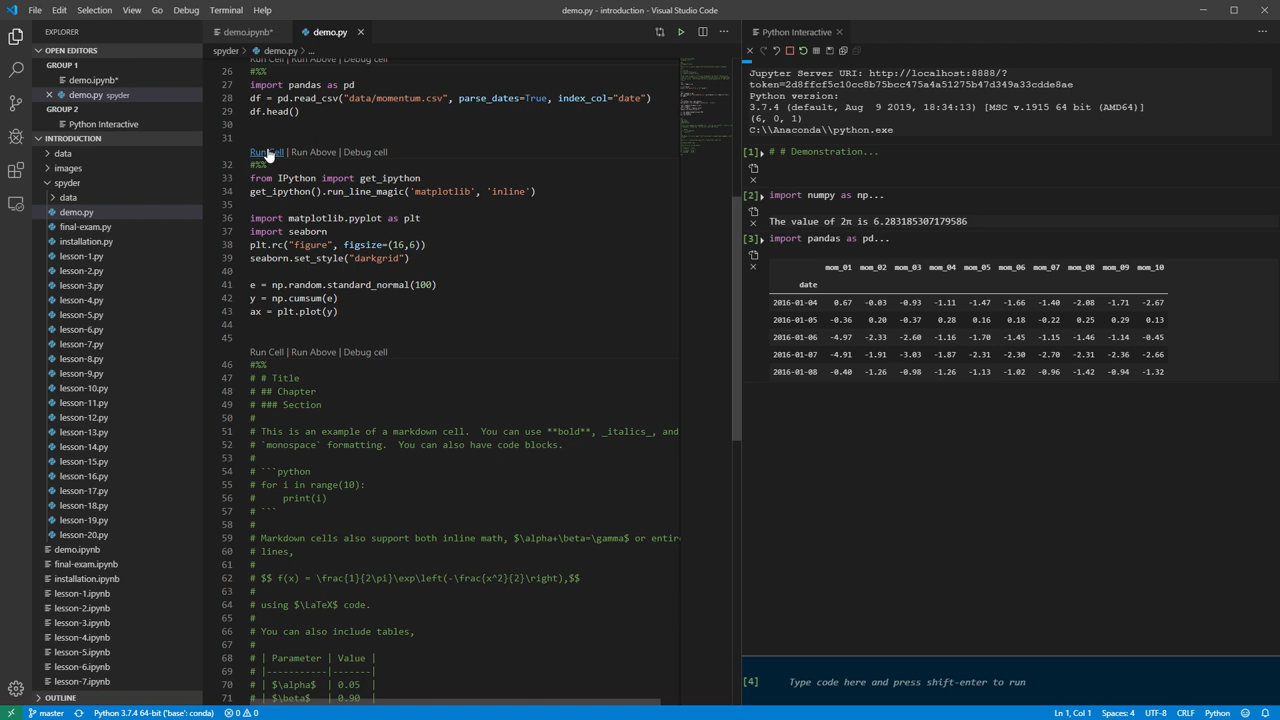 File Edit Selection View Go Debug Terminal Help
demo.py - introduction - Visual Studio Code
EXPLORER
OPEN EDITORS
GROUP 1
demo.ipynb*
demo.py spyder
GROUP 2
Python Interactive
INTRODUCTION
data
images
spyder
data
demo.py
final-exam.py
installation.py
lesson-1.py
lesson-2.py
lesson-3.py
lesson-4.py
lesson-5.py
lesson-6.py
lesson-7.py
lesson-8.py
lesson-9.py
lesson-10.py
lesson-11.py
lesson-12.py
lesson-13.py
lesson-14.py
lesson-15.py
lesson-16.py
lesson-17.py
lesson-18.py
lesson-19.py
lesson-20.py
demo.ipynb
final-exam.ipynb
installation.ipynb
lesson-1.ipynb
lesson-2.ipynb
lesson-3.ipynb
lesson-4.ipynb
lesson-5.ipynb
lesson-6.ipynb
lesson-7.ipynb
OUTLINE
demo.ipynb* demo.py
spyder > demo.py > ...
Run Cell | Run Above | Debug cell
26 #%%
27 import pandas as pd
28 df = pd.read_csv("data/momentum.csv", parse_dates=True, index_col="date")
29 df.head()
30
31
Run Cell | Run Above | Debug cell
32 #%%
33 from IPython import get_ipython
34 get_ipython().run_line_magic('matplotlib', 'inline')
35
36 import matplotlib.pyplot as plt
37 import seaborn
38 plt.rc("figure", figsize=(16,6))
39 seaborn.set_style("darkgrid")
40
41 e = np.random.standard_normal(100)
42 y = np.cumsum(e)
43 ax = plt.plot(y)
44
45
Run Cell | Run Above | Debug cell
46 #%%
47 # # Title
48 # ## Chapter
49 # ### Section
50 #
51 # This is an example of a markdown cell.  You can use **bold**, _italics_, and
52 # `monospace` formatting.  You can also have code blocks.
53 #
54 # ```python
55 # for i in range(10):
56 #     print(i)
57 # ```
58 #
59 # Markdown cells also support both inline math, $\alpha+\beta=\gamma$ or entire
60 # lines,
61 #
62 # $$ f(x) = \frac{1}{2\pi}\exp\left(-\frac{x^2}{2}\right),$$
63 #
64 # using $\LaTeX$ code.
65 #
66 # You can also include tables,
67 #
68 # | Parameter | Value |
69 # |-----------|-------|
70 # | $\alpha$  | 0.05  |
71 # | $\beta$   | 0.90  |
Python Interactive
Jupyter Server URI: http://localhost:8888/?
token=2d8fffcf5c10cc8b75bcc475a4a51275b47d349a33cdde8afe
Python version:
3.7.4 (default, Aug  9 2019, 18:34:13) [MSC v.1915 64 bit (AMD64)]
(6, 0, 1)
C:\\Anaconda\\python.exe
[1] # # Demonstration...
[2] import numpy as np...
The value of 2π is 6.283185307179586
[3] import pandas as pd...
mom_01 mom_02 mom_03 mom_04 mom_05 mom_06 mom_07 mom_08 mom_09 mom_10
date
2016-01-04 0.67 -0.03 -0.93 -1.11 -1.47 -1.66 -1.40 -2.08 -1.71 -2.67
2016-01-05 -0.36 0.20 -0.37 0.28 0.16 0.18 -0.22 0.25 0.29 0.13
2016-01-06 -4.97 -2.33 -2.60 -1.16 -1.70 -1.45 -1.15 -1.46 -1.14 -0.45
2016-01-07 -4.91 -1.91 -3.03 -1.87 -2.31 -2.30 -2.70 -2.31 -2.36 -2.66
2016-01-08 -0.40 -1.26 -0.98 -1.26 -1.13 -1.02 -0.96 -1.42 -0.94 -1.32
[4] Type code here and press shift-enter to run
master Python 3.7.4 64-bit ('base': conda) 0 0 Ln 1, Col 1 Spaces: 4 UTF-8 CRLF Python